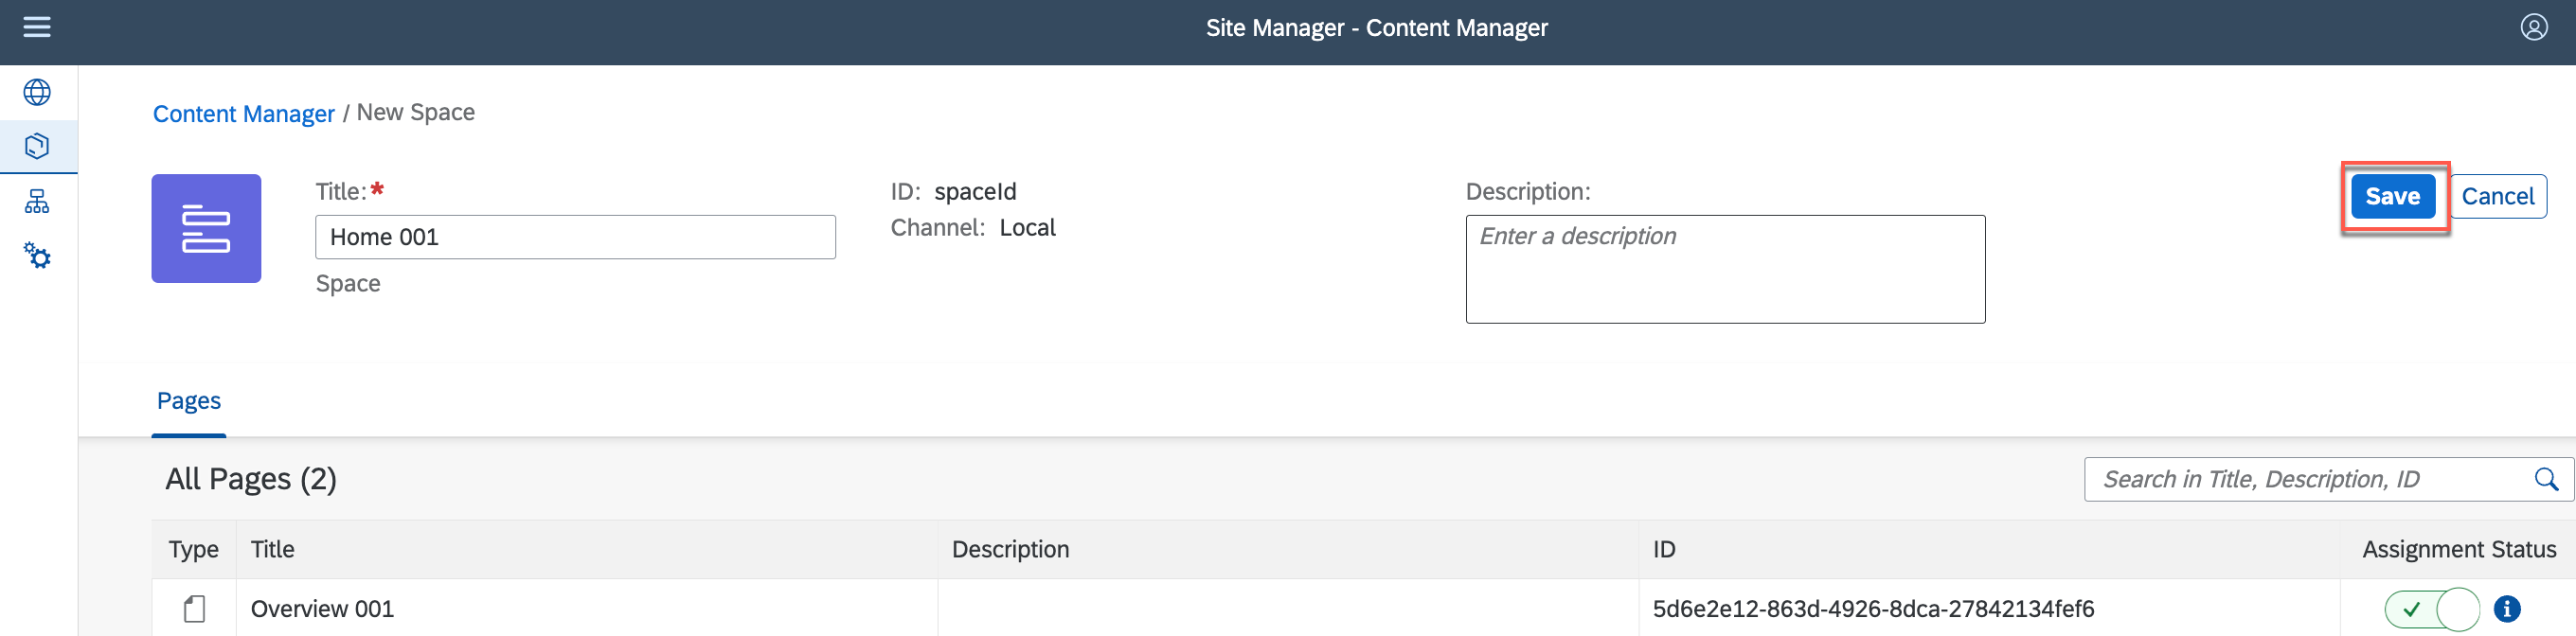 Site Manager - Content Manager
Content Manager / New Space
Title:*
Home 001
Space
ID: spaceId
Channel: Local
Description:
Enter a description
Save
Cancel
Pages
All Pages (2)
Search in Title, Description, ID
Type Title Description ID Assignment Status
Overview 001 5d6e2e12-863d-4926-8dca-27842134fef6